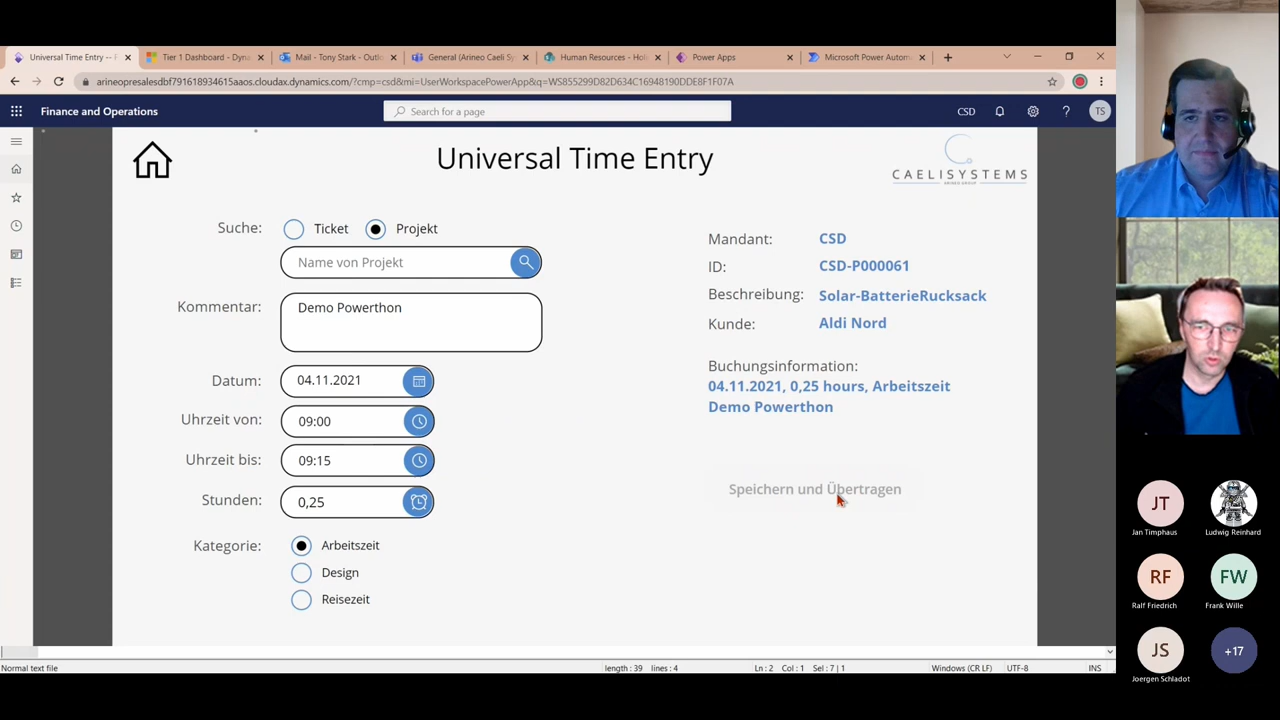 Universal Time Entry -- F
Tier 1 Dashboard - Dyna
Mail - Tony Stark - Outlo
General (Arineo Caeli Sy
Human Resources - Holi
Power Apps
Microsoft Power Automa
arineopresalesdbf791618934615aaos.cloudax.dynamics.com/?cmp=csd&mi=UserWorkspacePowerApp&q=WS855299D82D634C16948190DDE8F1F07A
Finance and Operations
Search for a page
CSD
TS
Universal Time Entry
CAELISYSTEMS
ARINEO GROUP
Suche:
Ticket
Projekt
Name von Projekt
Kommentar:
Demo Powerthon
Datum:
04.11.2021
Uhrzeit von:
09:00
Uhrzeit bis:
09:15
Stunden:
0,25
Kategorie:
Arbeitszeit
Design
Reisezeit
Mandant:
CSD
ID:
CSD-P000061
Beschreibung:
Solar-BatterieRucksack
Kunde:
Aldi Nord
Buchungsinformation:
04.11.2021, 0,25 hours, Arbeitszeit
Demo Powerthon
Speichern und Übertragen
Normal text file
length : 39 lines : 4
Ln : 2 Col : 1 Sel : 7 | 1
Windows (CR LF)
UTF-8
INS
JT
Jan Timphaus
Ludwig Reinhard
RF
Ralf Friedrich
FW
Frank Wille
JS
Joergen Schladot
+17